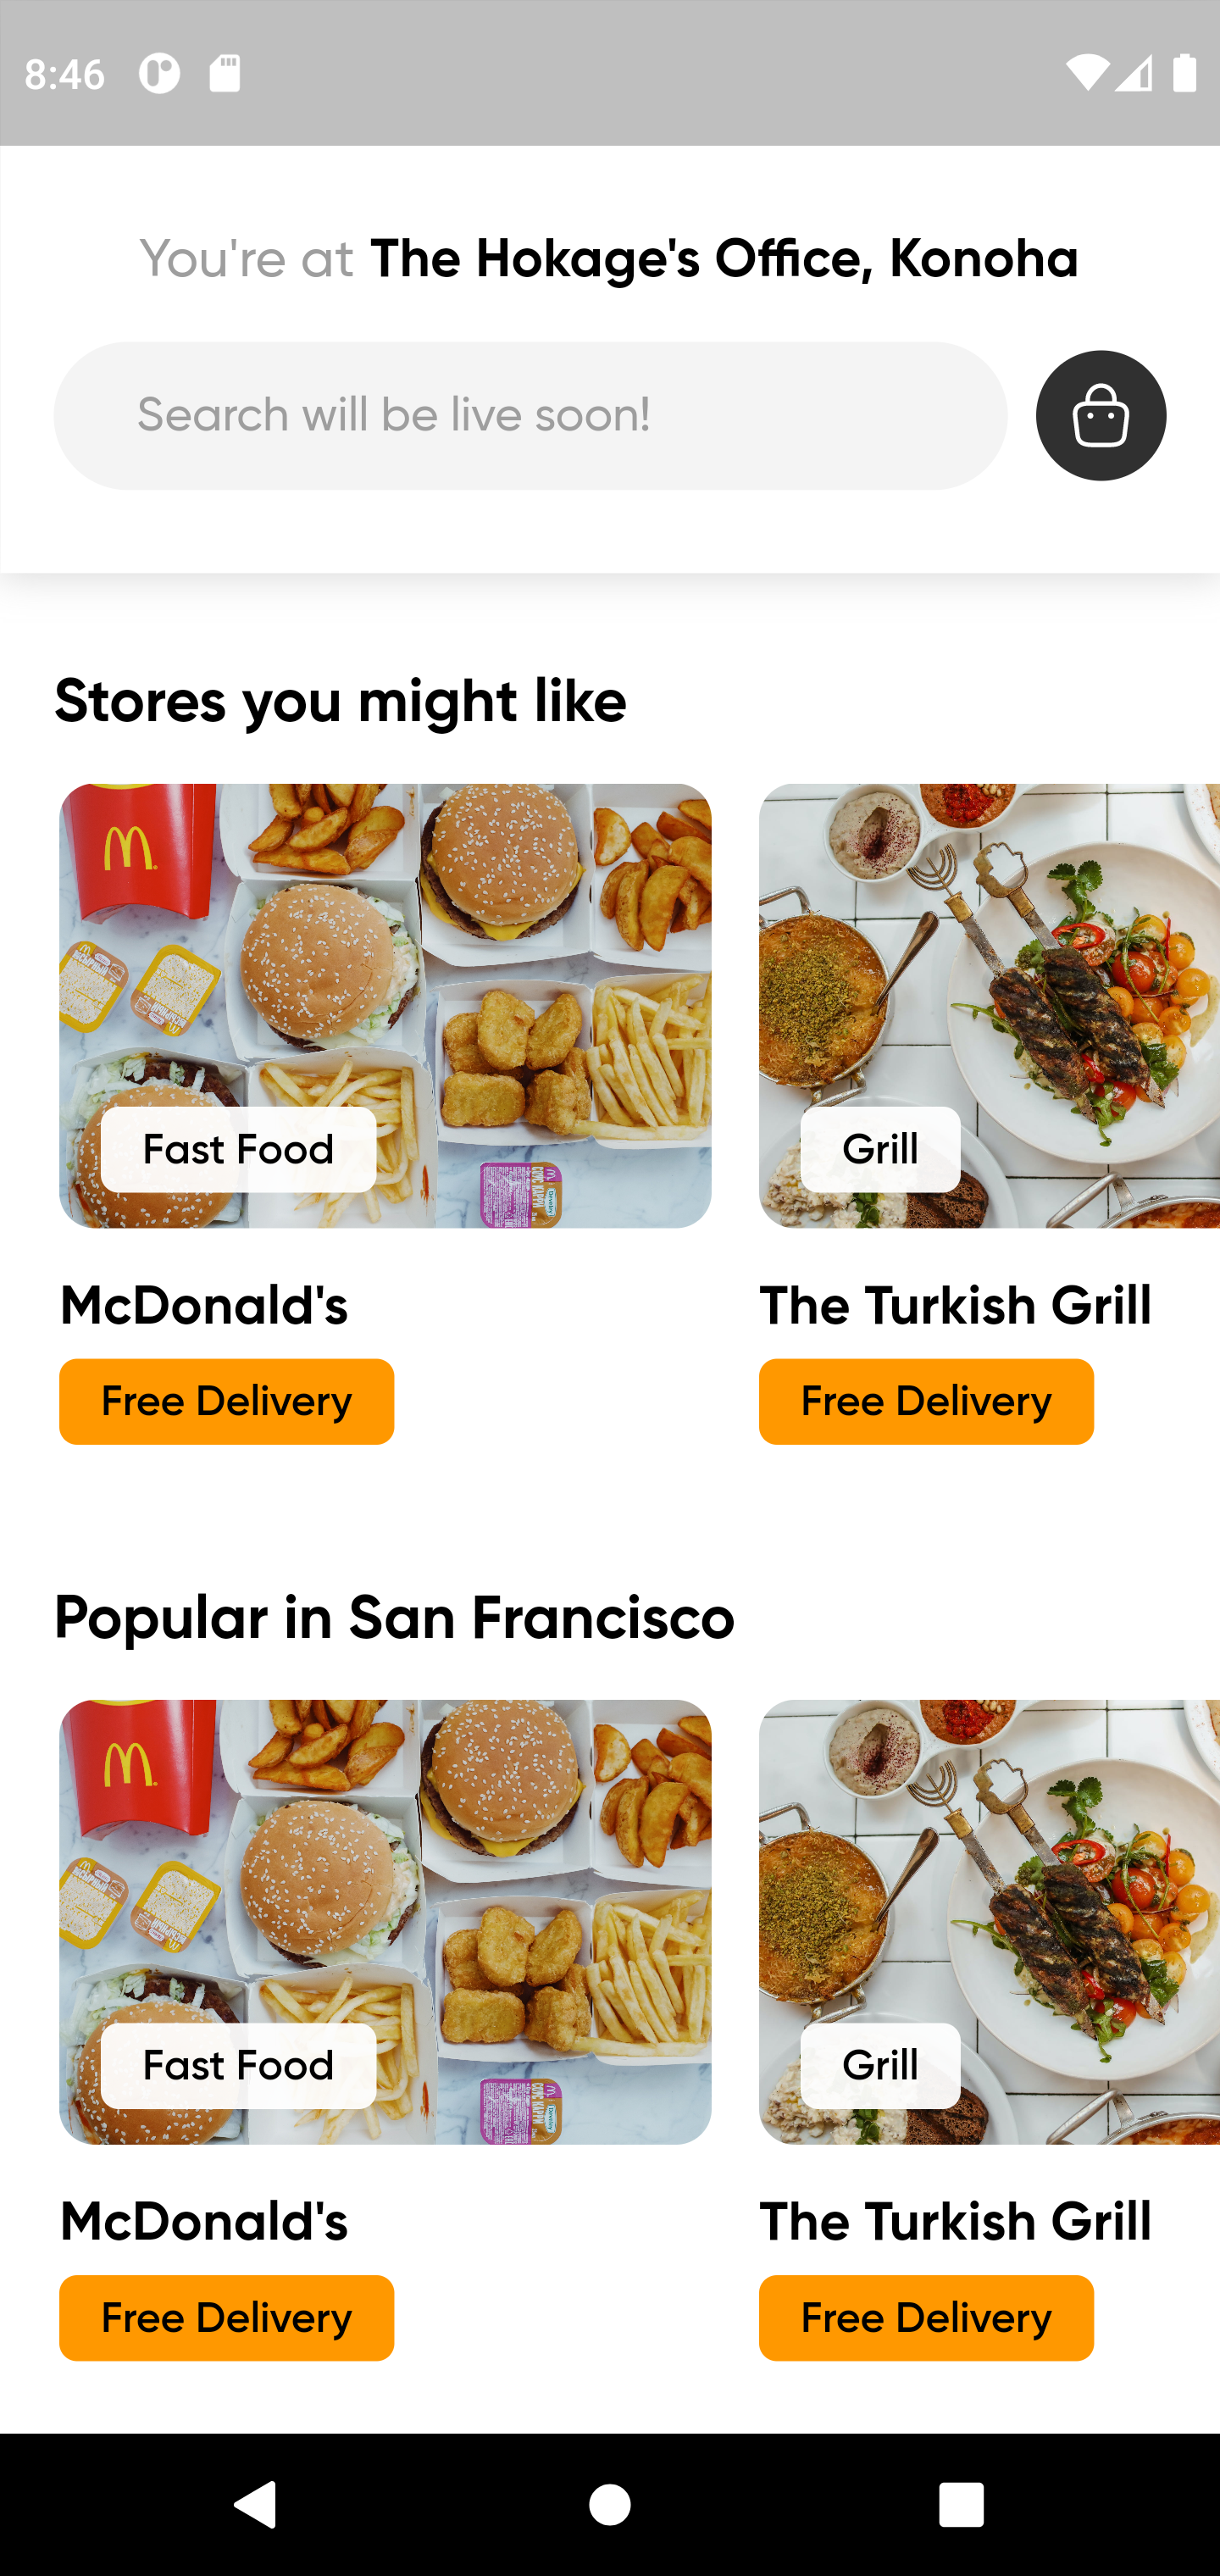 8:46
You're at The Hokage's Office, Konoha
Search will be live soon!
Stores you might like
Fast Food
Grill
McDonald's
The Turkish Grill
Free Delivery
Free Delivery
Popular in San Francisco
Fast Food
Grill
McDonald's
The Turkish Grill
Free Delivery
Free Delivery